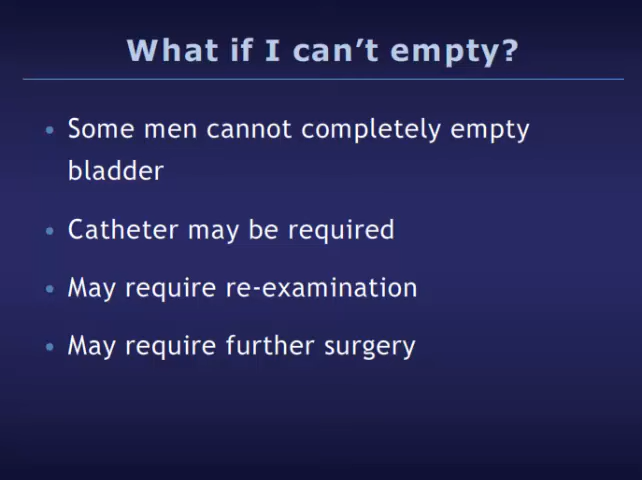 What if I can't empty?
• Some men cannot completely empty
bladder
• Catheter may be required
• May require re-examination
• May require further surgery